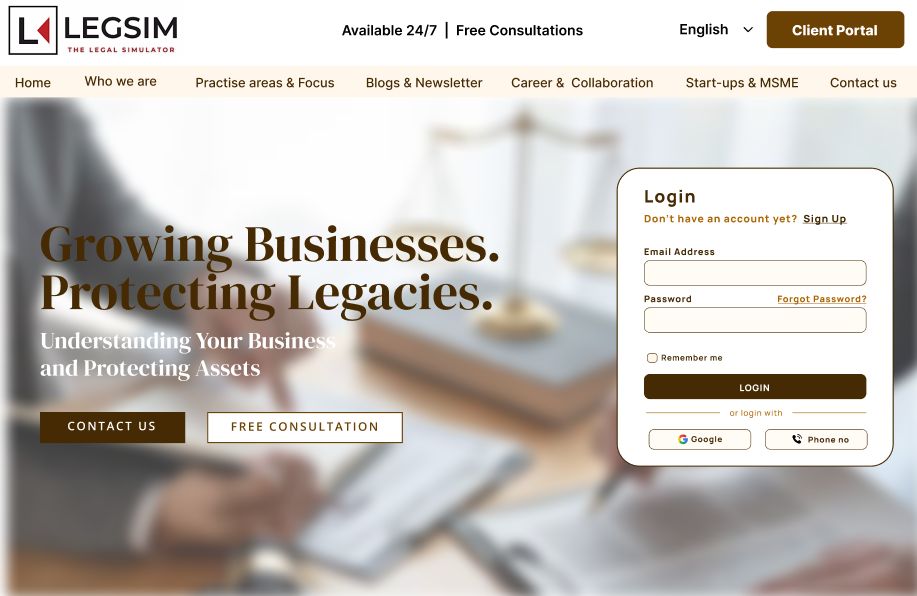 LEGSIM
THE LEGAL SIMULATOR
Available 24/7 | Free Consultations
English
Client Portal
Home Who we are Practise areas & Focus Blogs & Newsletter Career & Collaboration Start-ups & MSME Contact us
Growing Businesses.
Protecting Legacies.
Understanding Your Business
and Protecting Assets
CONTACT US FREE CONSULTATION
Login
Don't have an account yet? Sign Up
Email Address
Password Forgot Password?
Remember me
LOGIN
or login with
Google Phone no